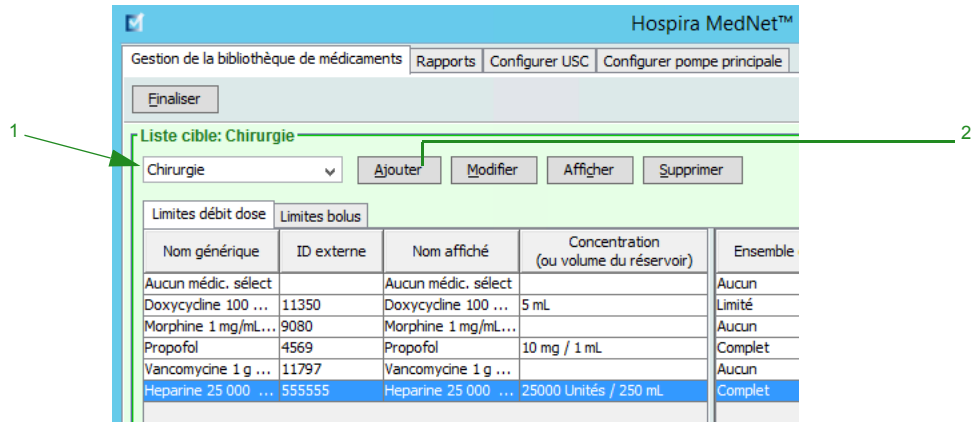 Hospira MedNet™
Gestion de la bibliothèque de médicaments Rapports Configurer USC Configurer pompe principale
Finaliser
1
2
Liste cible: Chirurgie
Chirurgie Ajouter Modifier Afficher Supprimer
Limites débit dose Limites bolus
Nom générique ID externe Nom affiché Concentration (ou volume du réservoir) Ensemble
Aucun médic. sélect Aucun médic. sélect Aucun
Doxycycline 100 ... 11350 Doxycycline 100 ... 5 mL Limité
Morphine 1 mg/mL... 9080 Morphine 1 mg/mL... Aucun
Propofol 4569 Propofol 10 mg / 1 mL Complet
Vancomycine 1 g ... 11797 Vancomycine 1 g ... Aucun
Heparine 25 000 ... 555555 Heparine 25 000 ... 25000 Unités / 250 mL Complet